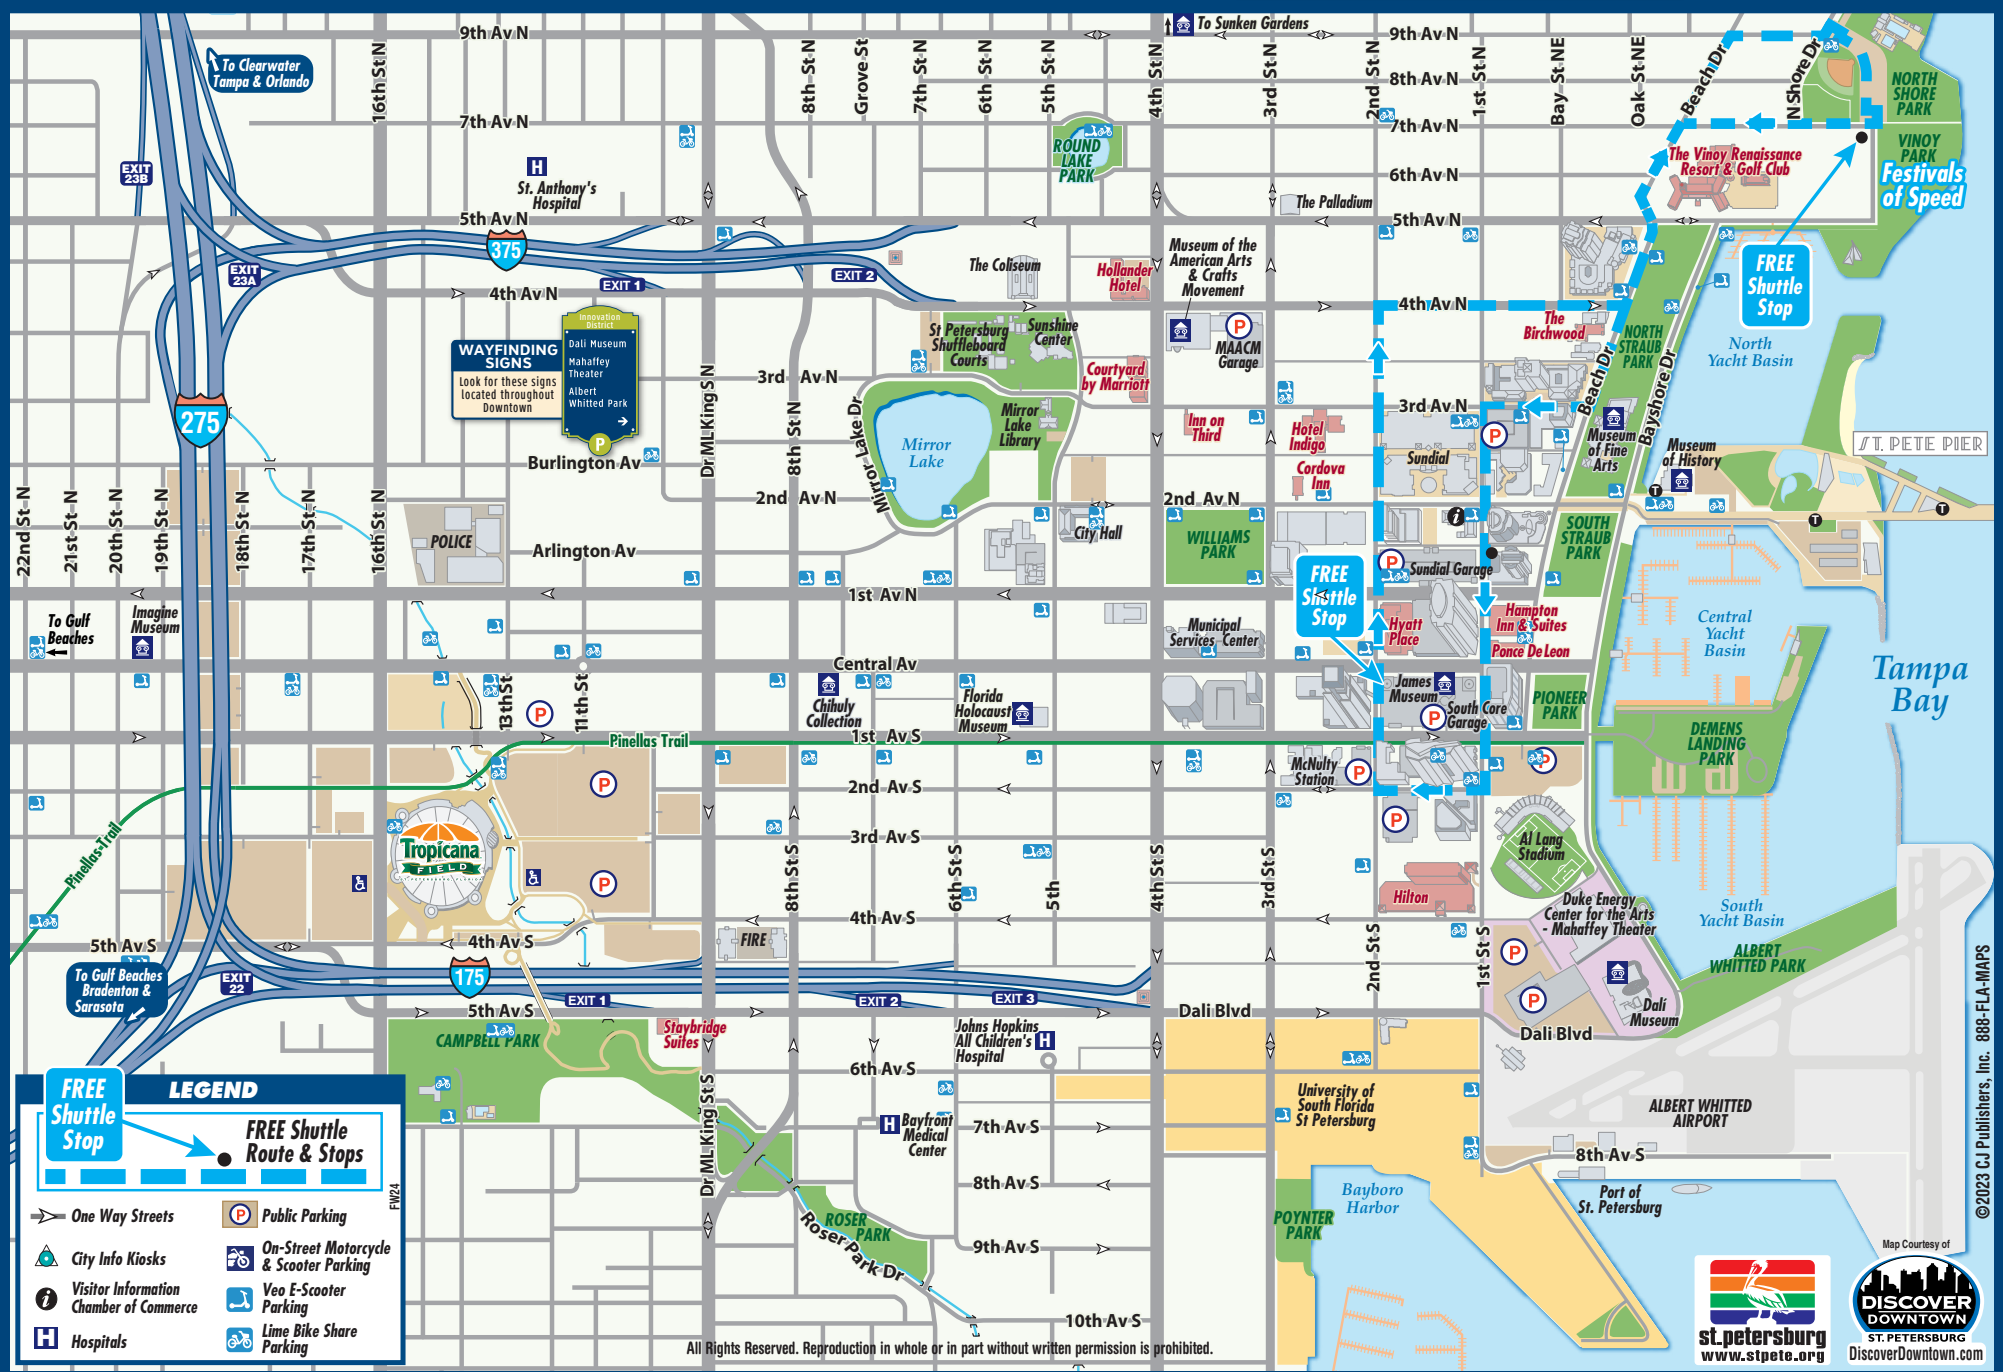 9th Av N
To Sunken Gardens
9th Av N
To Clearwater
Tampa & Orlando
16th St N
8th St N
Grove St
7th St N
6th St N
5th St N
4th St N
3rd St N
2nd St N
8th Av N
1st St N
Bay St NE
Oak St NE
Beach Dr
N Shore Dr
NORTH
SHORE
PARK
7th Av N
7th Av N
ROUND
LAKE
PARK
VINOY
PARK
Festivals
of Speed
The Vinoy Renaissance
Resort & Golf Club
EXIT
23B
H
St. Anthony's
Hospital
6th Av N
The Palladium
5th Av N
5th Av N
375
EXIT
23A
EXIT 1
EXIT 2
The Coliseum
Hollander
Hotel
Museum of the
American Arts
& Crafts
Movement
FREE
Shuttle
Stop
4th Av N
4th Av N
Innovation
District
Dali Museum
Mahaffey
Theater
Albert
Whitted Park
P
WAYFINDING
SIGNS
Look for these signs
located throughout
Downtown
St Petersburg
Shuffleboard
Courts
Sunshine
Center
P
MAACM
Garage
The
Birchwood
NORTH
STRAUB
PARK
North
Yacht Basin
3rd Av N
Courtyard
by Marriott
Beach Dr
Bayshore Dr
275
Dr ML King St N
8th St N
Mirror Lake Dr
Mirror
Lake
Mirror
Lake
Library
Inn on
Third
Hotel
Indigo
3rd Av N
P
Museum
of Fine
Arts
Museum
of History
ST. PETE PIER
Burlington Av
Cordova
Inn
Sundial
2nd Av N
2nd Av N
T
T
T
22nd St N
21st St N
20th St N
19th St N
18th St N
17th St N
16th St N
POLICE
Arlington Av
City Hall
WILLIAMS
PARK
i
SOUTH
STRAUB
PARK
FREE
Shuttle
Stop
P
Sundial Garage
1st Av N
To Gulf
Beaches
Imagine
Museum
Municipal
Services Center
Hyatt
Place
Hampton
Inn & Suites
Ponce De Leon
Central
Yacht
Basin
Tampa
Bay
Central Av
13th St
11th St
P
Chihuly
Collection
Florida
Holocaust
Museum
James
Museum
P
South Core
Garage
PIONEER
PARK
DEMENS
LANDING
PARK
Pinellas Trail
1st Av S
McNulty
Station
P
P
P
2nd Av S
Pinellas-Trail
Tropicana
FIELD
P
3rd Av S
P
Al Lang
Stadium
8th St S
6th St S
5th
4th St S
3rd St S
Hilton
Duke Energy
Center for the Arts
- Mahaffey Theater
South
Yacht Basin
4th Av S
5th Av S
4th Av S
FIRE
2nd St S
1st St S
P
P
ALBERT
WHITTED PARK
To Gulf Beaches
Bradenton &
Sarasota
EXIT
22
175
EXIT 1
EXIT 2
EXIT 3
5th Av S
Dali Blvd
Dalí
Museum
Dali Blvd
CAMPBELL PARK
Staybridge
Suites
Johns Hopkins
All Children's
Hospital
H
6th Av S
University of
South Florida
St Petersburg
ALBERT WHITTED
AIRPORT
Dr ML King St S
H
Bayfront
Medical
Center
7th Av S
8th Av S
8th Av S
Port of
St. Petersburg
Bayboro
Harbor
POYNTER
PARK
ROSER
PARK
Roser Park Dr
9th Av S
10th Av S
LEGEND
FREE
Shuttle
Stop
FREE Shuttle
Route & Stops
FW24
One Way Streets
P
Public Parking
City Info Kiosks
On-Street Motorcycle
& Scooter Parking
i
Visitor Information
Chamber of Commerce
Veo E-Scooter
Parking
H
Hospitals
Lime Bike Share
Parking
All Rights Reserved. Reproduction in whole or in part without written permission is prohibited.
©2023 CJ Publishers, Inc. 888-FLA-MAPS
st.petersburg
www.stpete.org
Map Courtesy of
DISCOVER
DOWNTOWN
ST. PETERSBURG
DiscoverDowntown.com